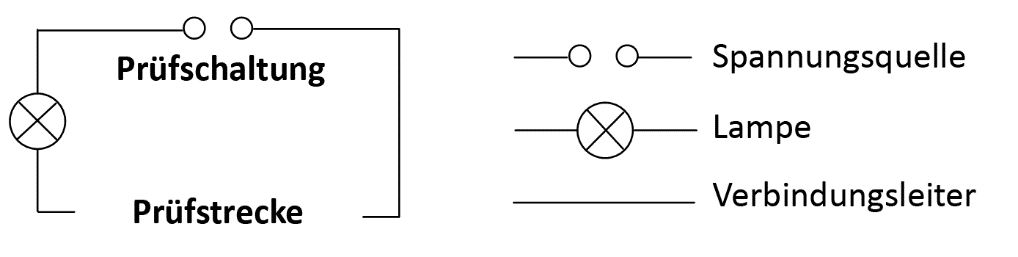 Prüfschaltung
Prüfstrecke
Spannungsquelle
Lampe
Verbindungsleiter